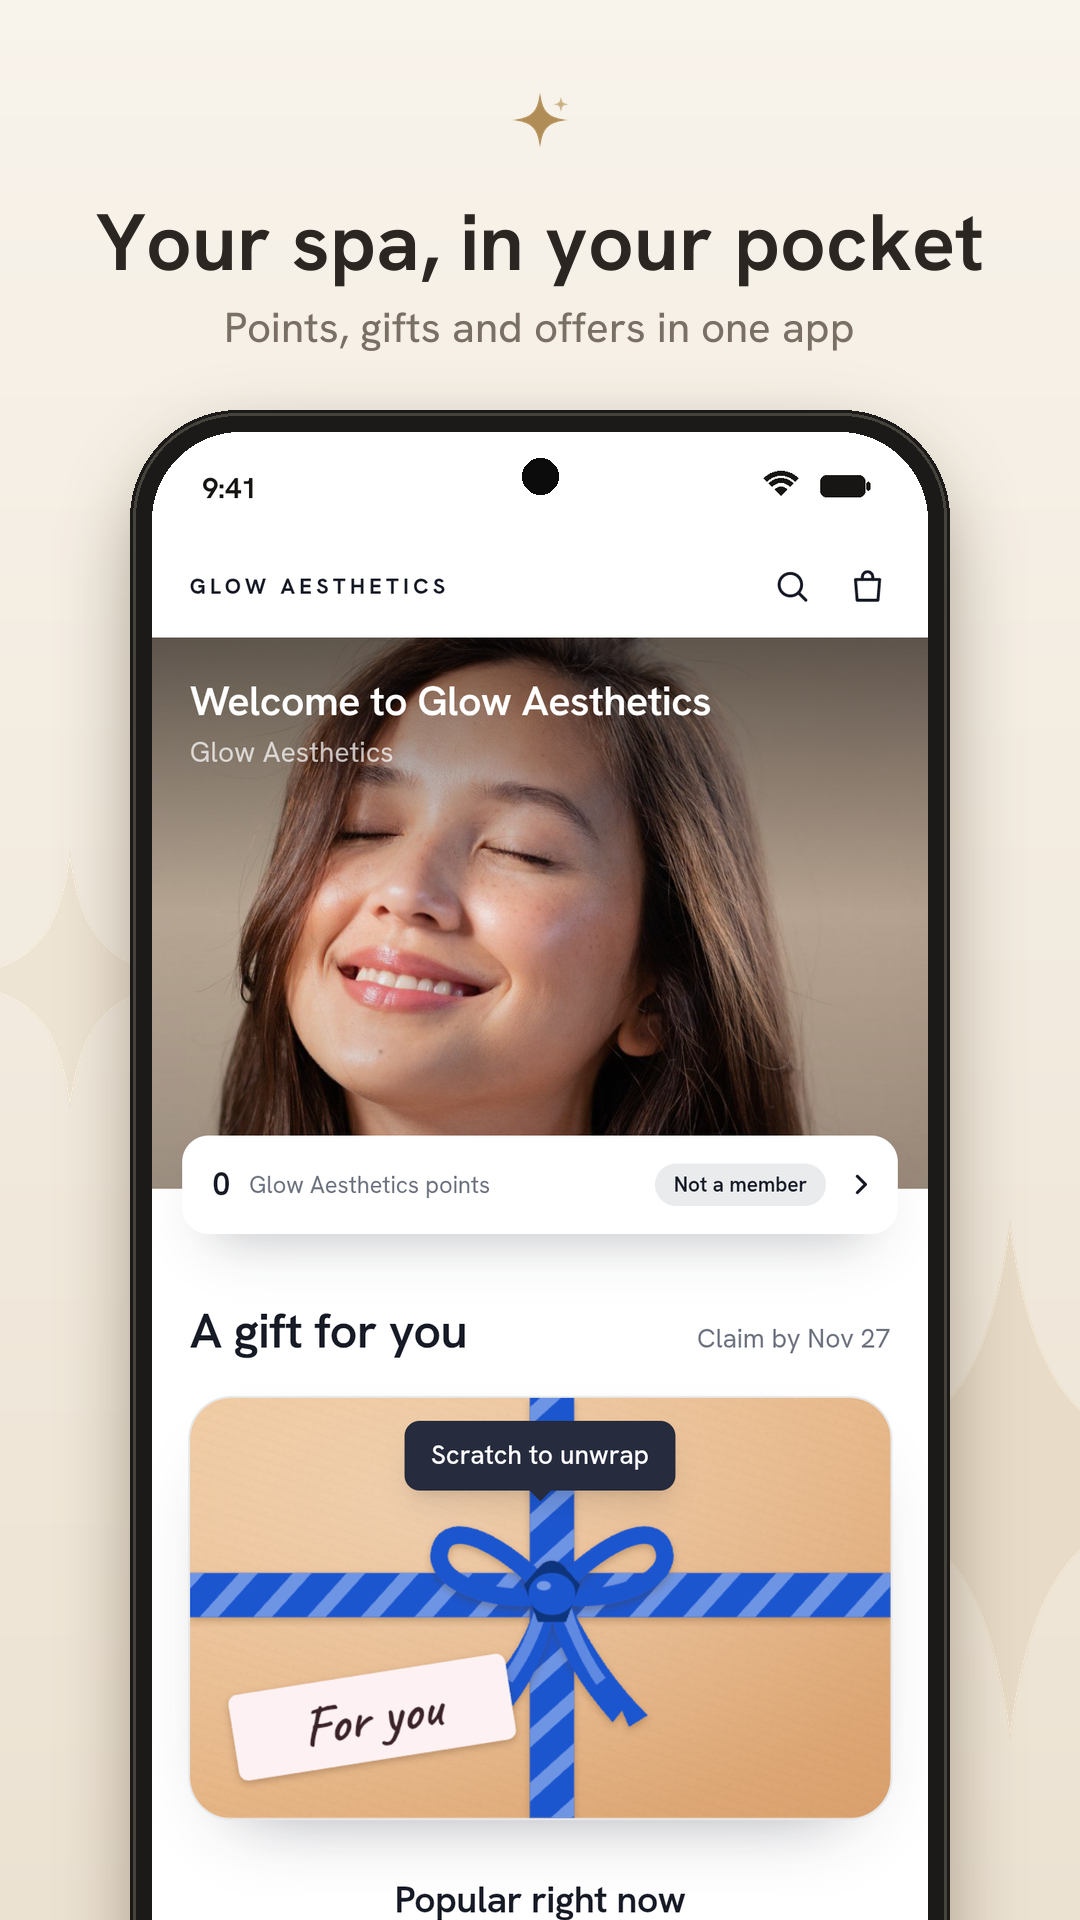 Your spa, in your pocket
Points, gifts and offers in one app
9:41
GLOW AESTHETICS
Welcome to Glow Aesthetics
Glow Aesthetics
0 Glow Aesthetics points Not a member
A gift for you Claim by Nov 27
Scratch to unwrap
For you
Popular right now